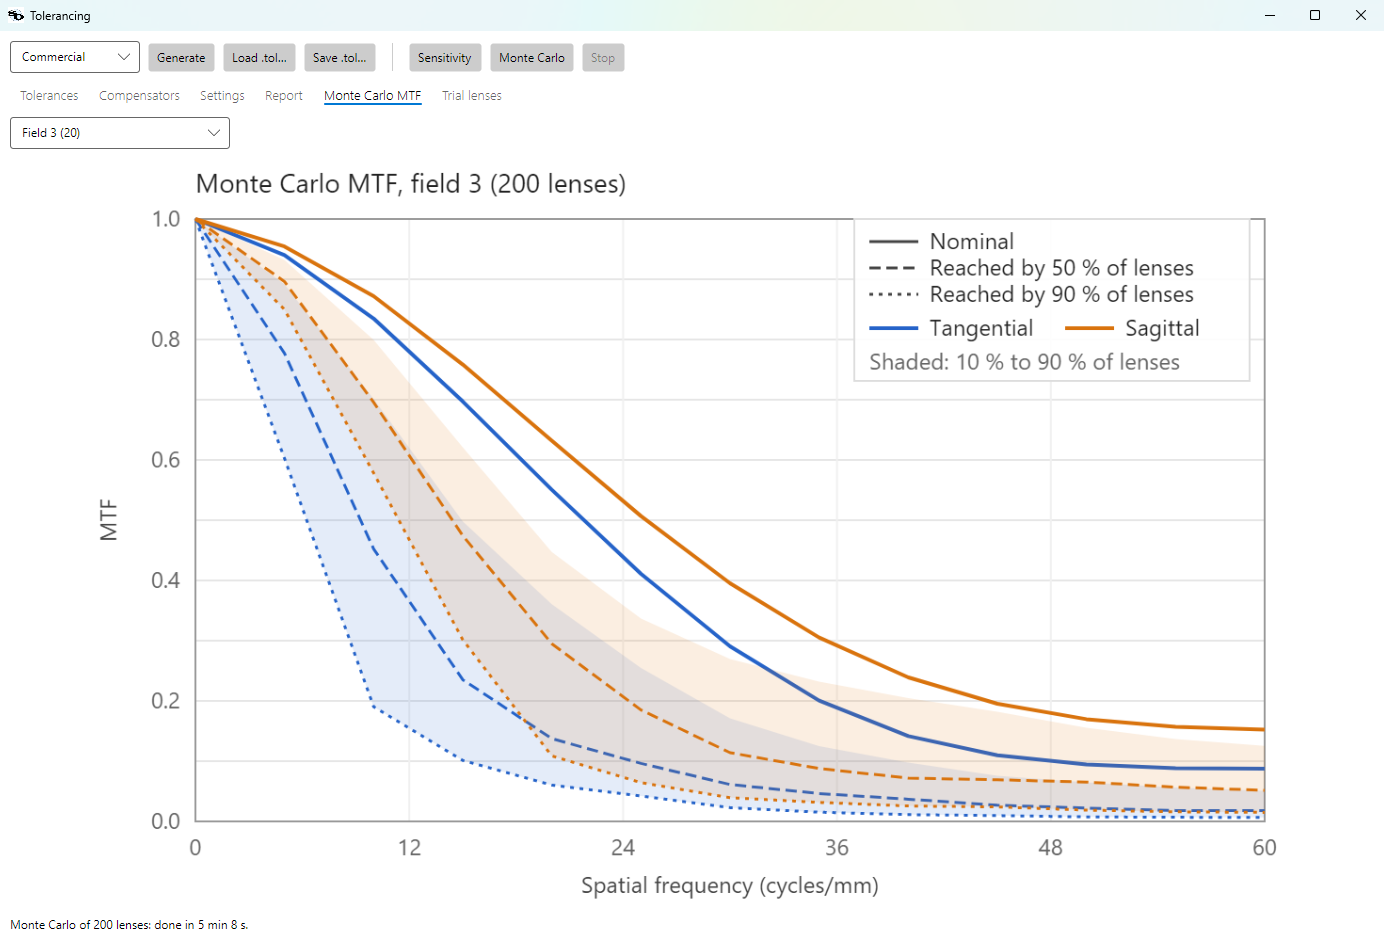 Tolerancing
Commercial Generate Load .tol... Save .tol... Sensitivity Monte Carlo Stop
Tolerances Compensators Settings Report Monte Carlo MTF Trial lenses
Field 3 (20)
Monte Carlo MTF, field 3 (200 lenses)
Nominal
Reached by 50 % of lenses
Reached by 90 % of lenses
Tangential Sagittal
Shaded: 10 % to 90 % of lenses
1.0
0.8
0.6
0.4
0.2
0.0
MTF
0 12 24 36 48 60
Spatial frequency (cycles/mm)
Monte Carlo of 200 lenses: done in 5 min 8 s.